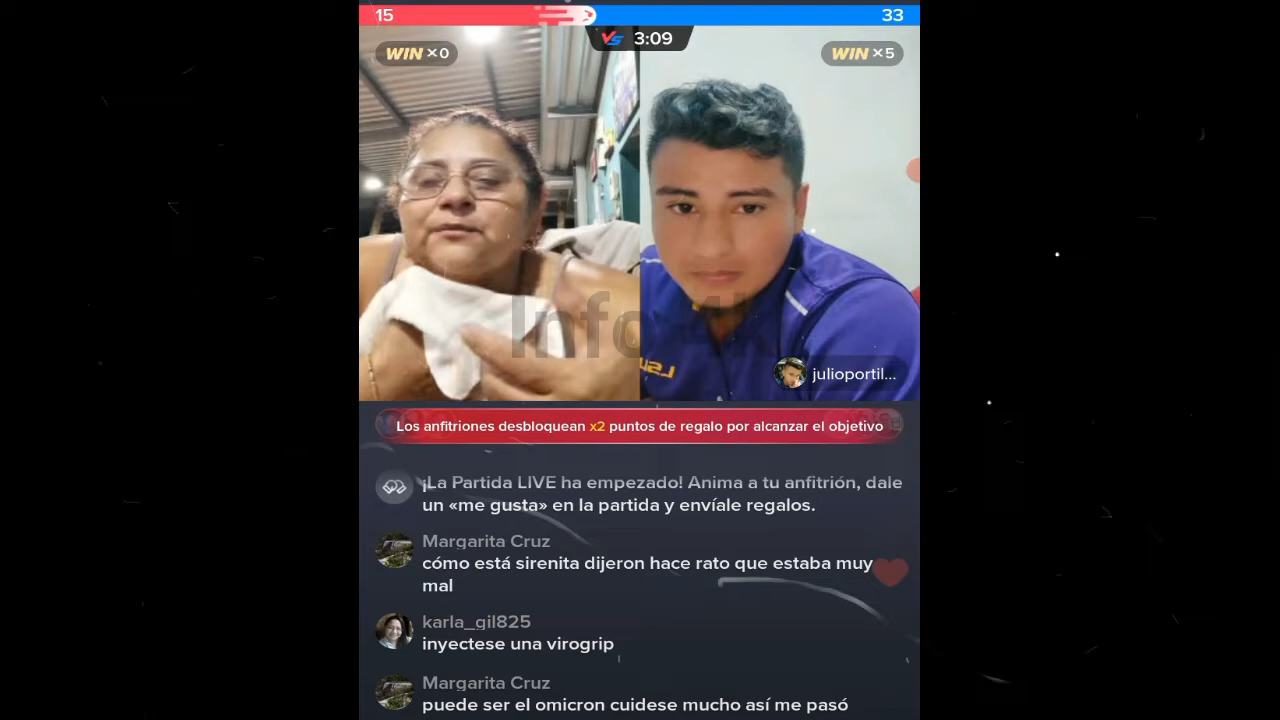 15
33
VS 3:09
WIN ×0
WIN ×5
Info 4k
julioportil...
Los anfitriones desbloquean x2 puntos de regalo por alcanzar el objetivo
¡La Partida LIVE ha empezado! Anima a tu anfitrión, dale
un «me gusta» en la partida y envíale regalos.
Margarita Cruz
cómo está sirenita dijeron hace rato que estaba muy
mal
karla_gil825
inyectese una virogrip
Margarita Cruz
puede ser el omicron cuidese mucho así me pasó